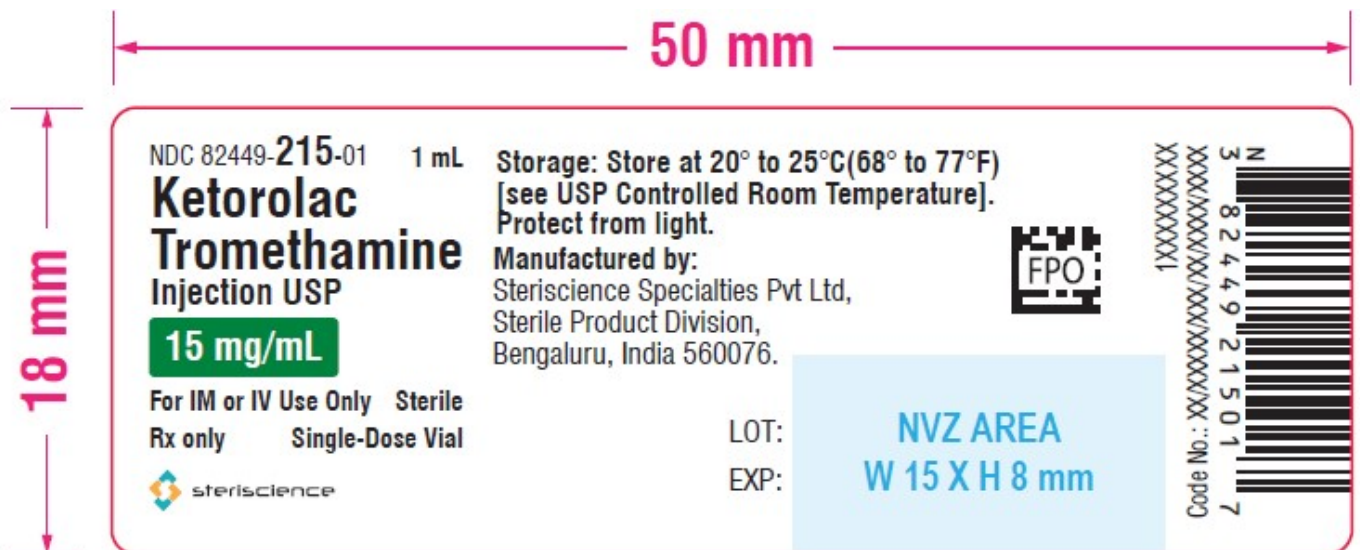 50 mm
18 mm
NDC 82449-215-01 1 mL
Ketorolac
Tromethamine
Injection USP
15 mg/mL
For IM or IV Use Only Sterile
Rx only Single-Dose Vial
steriscience
Storage: Store at 20° to 25°C(68° to 77°F)
[see USP Controlled Room Temperature].
Protect from light.
Manufactured by:
Steriscience Specialties Pvt Ltd,
Sterile Product Division,
Bengaluru, India 560076.
FPO
LOT:
EXP:
NVZ AREA
W 15 X H 8 mm
1XXXXXXX
Code No.: XX/XX/XXX/XX/XXX/XX
N
3 82449 21501 7